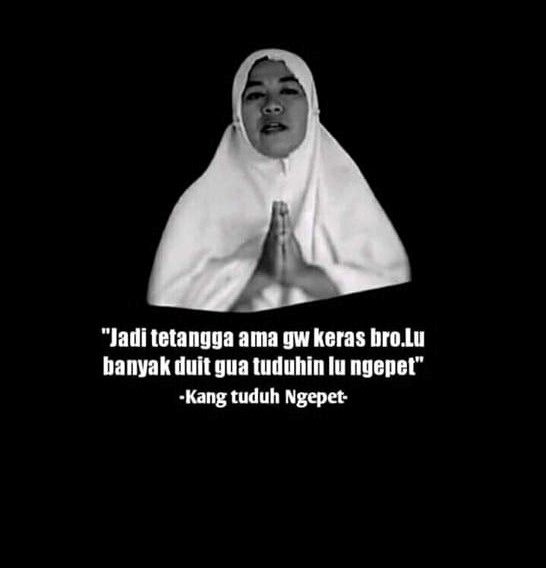 "Jadi tetangga ama gw keras bro.Lu
banyak duit gua tuduhin lu ngepet"
-Kang tuduh Ngepet-